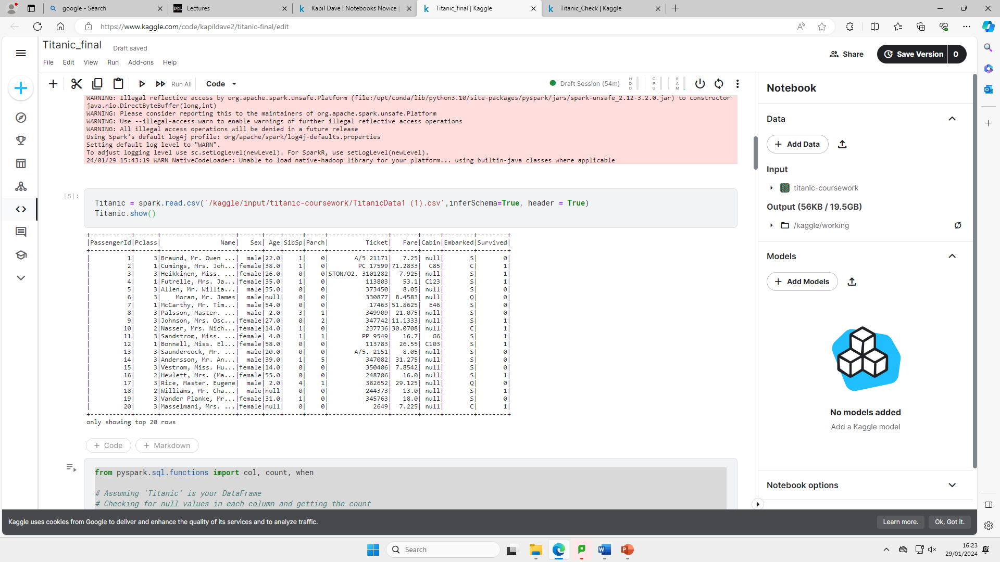 google - Search
Lectures
Kapil Dave | Notebooks Novice |
Titanic_final | Kaggle
Titanic_Check | Kaggle
https://www.kaggle.com/code/kapildave2/titanic-final/edit
Titanic_final
Draft saved
Share
Save Version
0
File Edit View Run Add-ons Help
Run All
Code
Draft Session (54m)
HDD
CPU
RAM
WARNING: Illegal reflective access by org.apache.spark.unsafe.Platform (file:/opt/conda/lib/python3.10/site-packages/pyspark/jars/spark-unsafe_2.12-3.2.0.jar) to constructor
java.nio.DirectByteBuffer(long,int)
WARNING: Please consider reporting this to the maintainers of org.apache.spark.unsafe.Platform
WARNING: Use --illegal-access=warn to enable warnings of further illegal reflective access operations
WARNING: All illegal access operations will be denied in a future release
Using Spark's default log4j profile: org/apache/spark/log4j-defaults.properties
Setting default log level to "WARN".
To adjust logging level use sc.setLogLevel(newLevel). For SparkR, use setLogLevel(newLevel).
24/01/29 15:43:19 WARN NativeCodeLoader: Unable to load native-hadoop library for your platform... using builtin-java classes where applicable
[5]:
Titanic = spark.read.csv('/kaggle/input/titanic-coursework/TitanicData1 (1).csv',inferSchema=True, header = True)
Titanic.show()
+-----------+------+--------------------+------+----+-----+-----+----------------+-------+-----+--------+--------+
|PassengerId|Pclass|                Name|   Sex| Age|SibSp|Parch|          Ticket|   Fare|Cabin|Embarked|Survived|
+-----------+------+--------------------+------+----+-----+-----+----------------+-------+-----+--------+--------+
|          1|     3|Braund, Mr. Owen ...|  male|22.0|    1|    0|       A/5 21171|   7.25| null|       S|       0|
|          2|     1|Cumings, Mrs. Joh...|female|38.0|    1|    0|        PC 17599|71.2833|  C85|       C|       1|
|          3|     3|Heikkinen, Miss. ...|female|26.0|    0|    0|STON/O2. 3101282|  7.925| null|       S|       1|
|          4|     1|Futrelle, Mrs. Ja...|female|35.0|    1|    0|          113803|   53.1| C123|       S|       1|
|          5|     3|Allen, Mr. Willia...|  male|35.0|    0|    0|          373450|   8.05| null|       S|       0|
|          6|     3|    Moran, Mr. James|  male|null|    0|    0|          330877| 8.4583| null|       Q|       0|
|          7|     1|McCarthy, Mr. Tim...|  male|54.0|    0|    0|           17463|51.8625|  E46|       S|       0|
|          8|     3|Palsson, Master. ...|  male| 2.0|    3|    1|          349909| 21.075| null|       S|       0|
|          9|     3|Johnson, Mrs. Osc...|female|27.0|    0|    2|          347742|11.1333| null|       S|       1|
|         10|     2|Nasser, Mrs. Nich...|female|14.0|    1|    0|          237736|30.0708| null|       C|       1|
|         11|     3|Sandstrom, Miss. ...|female| 4.0|    1|    1|         PP 9549|   16.7|   G6|       S|       1|
|         12|     1|Bonnell, Miss. El...|female|58.0|    0|    0|          113783|  26.55| C103|       S|       1|
|         13|     3|Saundercock, Mr. ...|  male|20.0|    0|    0|       A/5. 2151|   8.05| null|       S|       0|
|         14|     3|Andersson, Mr. An...|  male|39.0|    1|    5|          347082| 31.275| null|       S|       0|
|         15|     3|Vestrom, Miss. Hu...|female|14.0|    0|    0|          350406| 7.8542| null|       S|       0|
|         16|     2|Hewlett, Mrs. (Ma...|female|55.0|    0|    0|          248706|   16.0| null|       S|       1|
|         17|     3|Rice, Master. Eugene|  male| 2.0|    4|    1|          382652| 29.125| null|       Q|       0|
|         18|     2|Williams, Mr. Cha...|  male|null|    0|    0|          244373|   13.0| null|       S|       1|
|         19|     3|Vander Planke, Mr...|female|31.0|    1|    0|          345763|   18.0| null|       S|       0|
|         20|     3|Masselmani, Mrs. ...|female|null|    0|    0|            2649|  7.225| null|       C|       1|
+-----------+------+--------------------+------+----+-----+-----+----------------+-------+-----+--------+--------+
only showing top 20 rows
+ Code
+ Markdown
from pyspark.sql.functions import col, count, when
# Assuming 'Titanic' is your DataFrame
# Checking for null values in each column and getting the count
Notebook
Data
+ Add Data
Input
titanic-coursework
Output (56KB / 19.5GB)
/kaggle/working
Models
+ Add Models
No models added
Add a Kaggle model
Notebook options
Kaggle uses cookies from Google to deliver and enhance the quality of its services and to analyze traffic.
Learn more.
Ok, Got it.
Search
16:23
29/01/2024